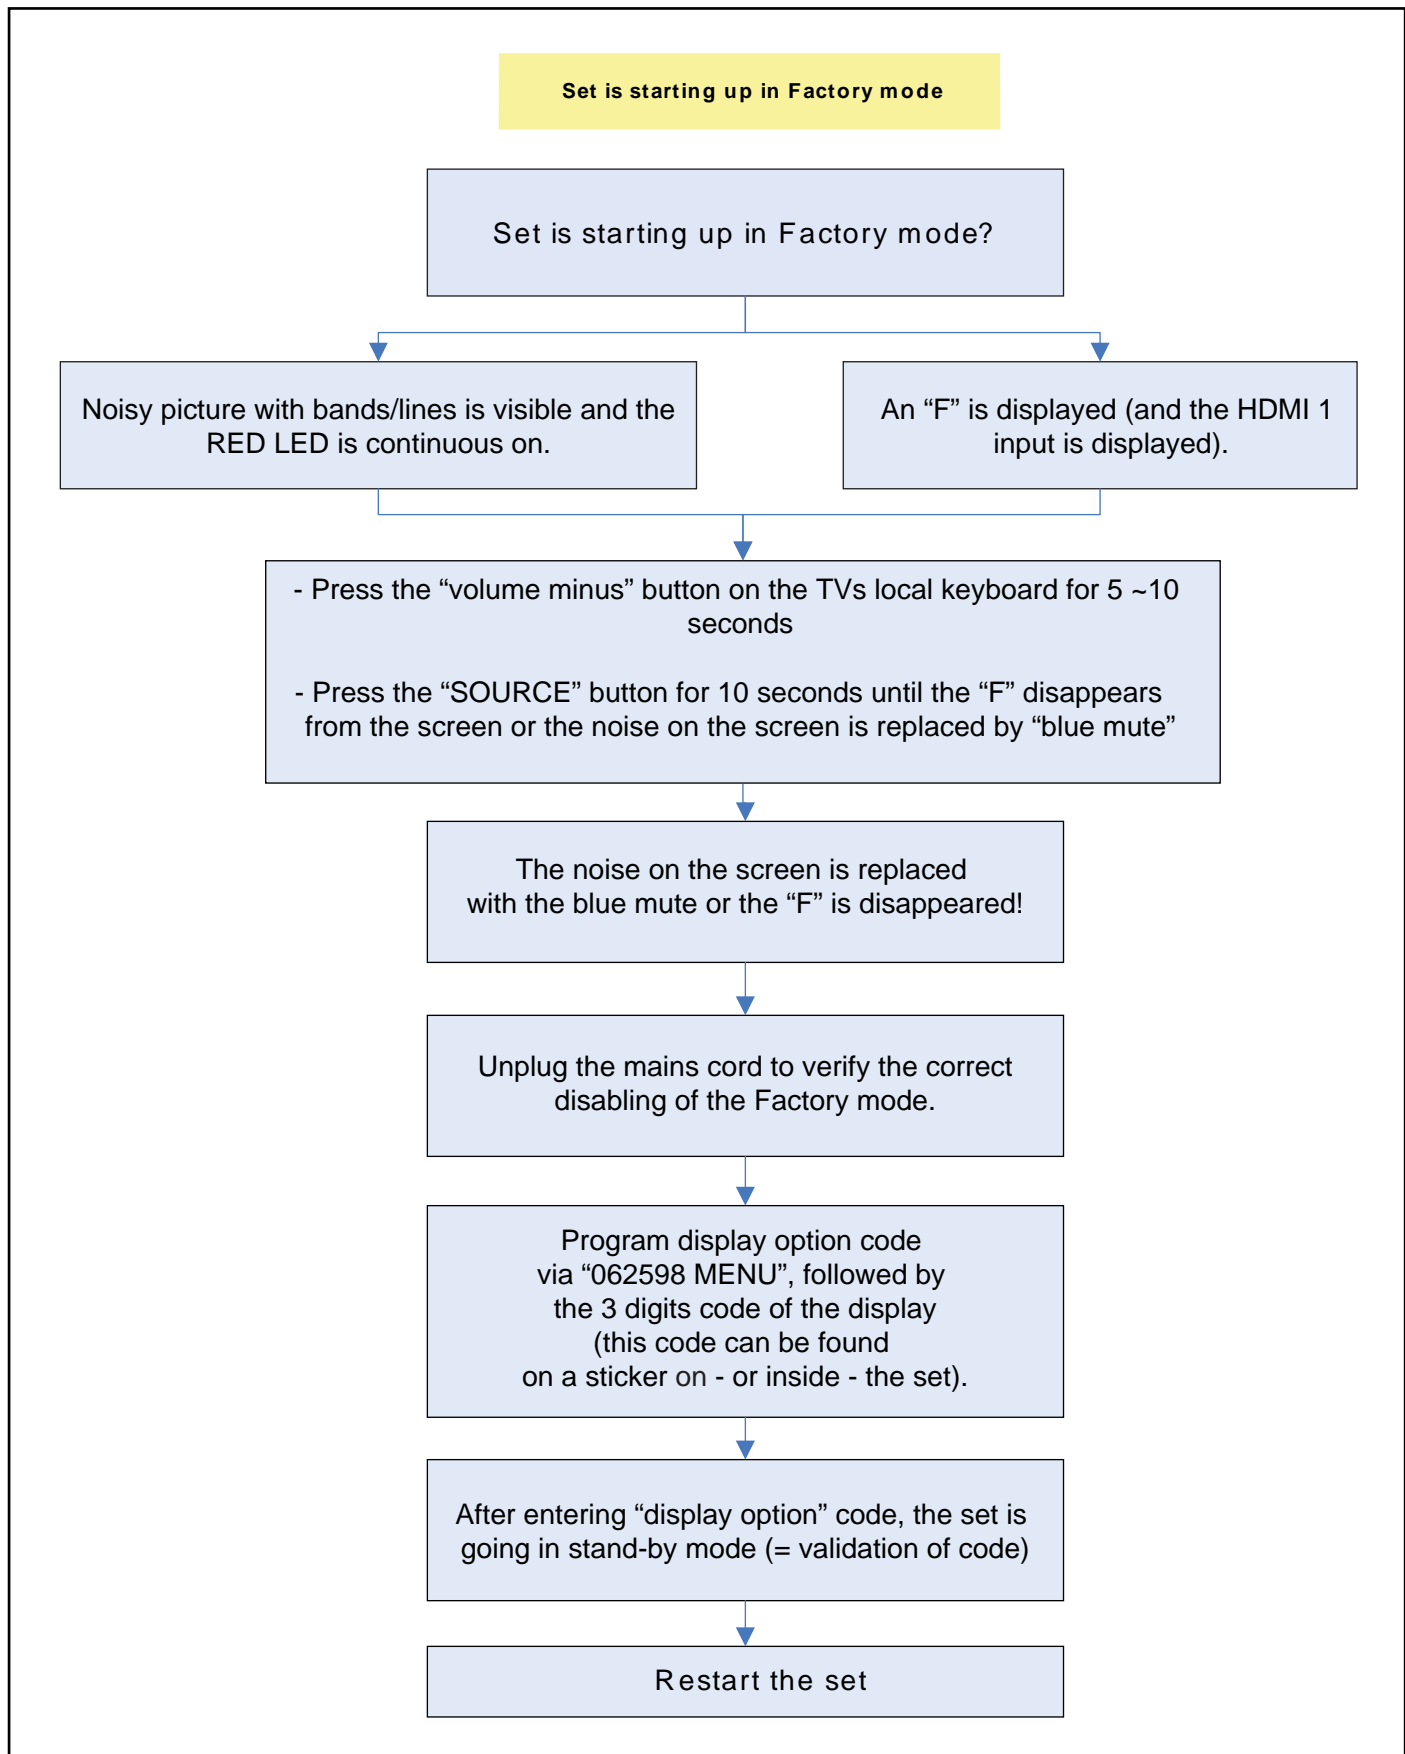 Set is starting up in Factory mode
Set is starting up in Factory mode?
Noisy picture with bands/lines is visible and the
RED LED is continuous on.
An “F” is displayed (and the HDMI 1
input is displayed).
- Press the “volume minus” button on the TVs local keyboard for 5 ~10
seconds
- Press the “SOURCE” button for 10 seconds until the “F” disappears
from the screen or the noise on the screen is replaced by “blue mute”
The noise on the screen is replaced
with the blue mute or the “F” is disappeared!
Unplug the mains cord to verify the correct
disabling of the Factory mode.
Program display option code
via “062598 MENU”, followed by
the 3 digits code of the display
(this code can be found
on a sticker on - or inside - the set).
After entering “display option” code, the set is
going in stand-by mode (= validation of code)
Restart the set